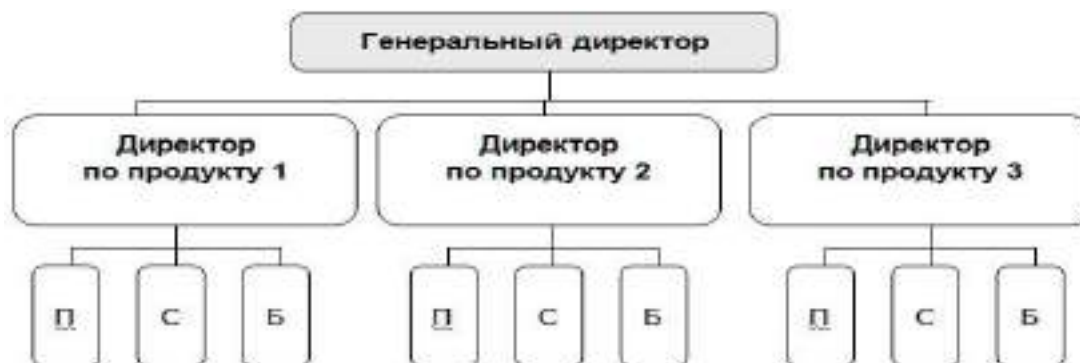 Генеральный директор
Директор
по продукту 1
Директор
по продукту 2
Директор
по продукту 3
П
С
Б
П
С
Б
П
С
Б